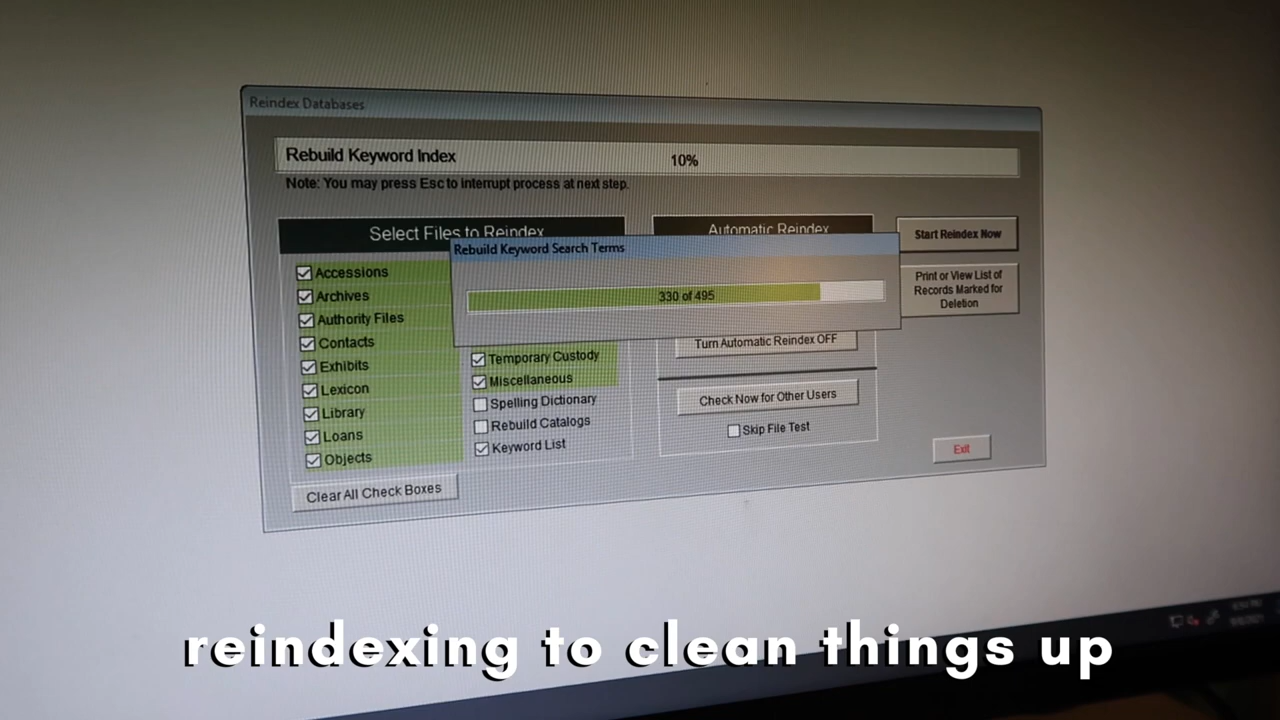 Reindex Databases
Rebuild Keyword Index
10%
Note: You may press Esc to interrupt process at next step.
Select Files to Reindex
Automatic Reindex
Start Reindex Now
Rebuild Keyword Search Terms
330 of 495
Accessions
Archives
Authority Files
Contacts
Exhibits
Lexicon
Library
Loans
Objects
Clear All Check Boxes
Temporary Custody
Miscellaneous
Spelling Dictionary
Rebuild Catalogs
Keyword List
Turn Automatic Reindex OFF
Check Now for Other Users
Skip File Test
Print or View List of
Records Marked for
Deletion
Exit
reindexing to clean things up